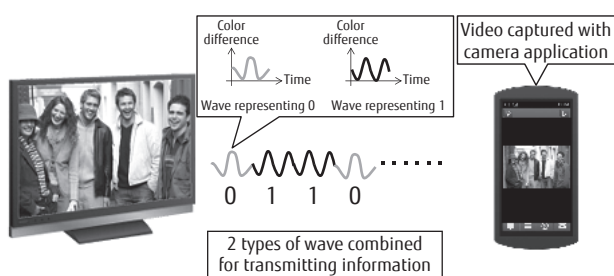 Color
difference
Time
Wave representing 0
Color
difference
Time
Wave representing 1
Video captured with
camera application
0 1 1 0
2 types of wave combined
for transmitting information